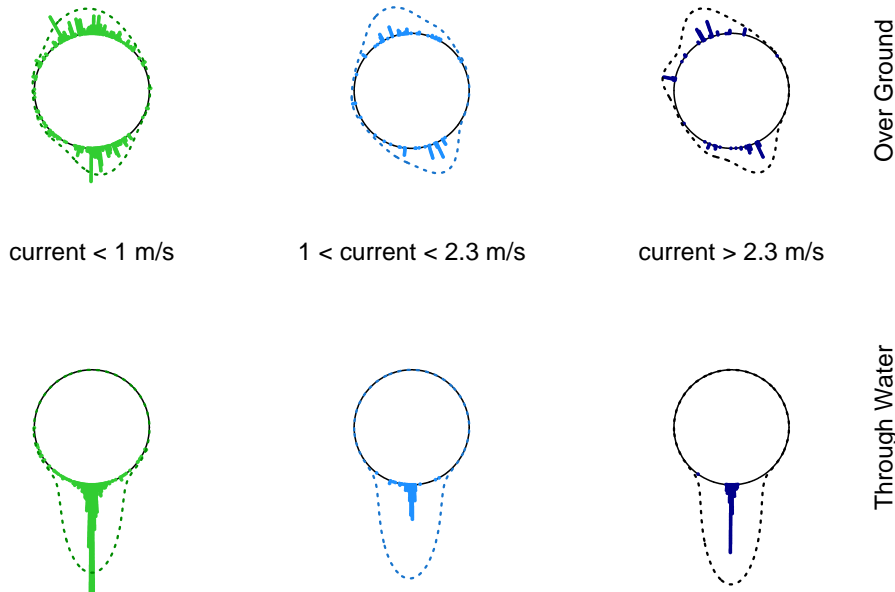 Over Ground
current < 1 m/s
1 < current < 2.3 m/s
current > 2.3 m/s
Through Water